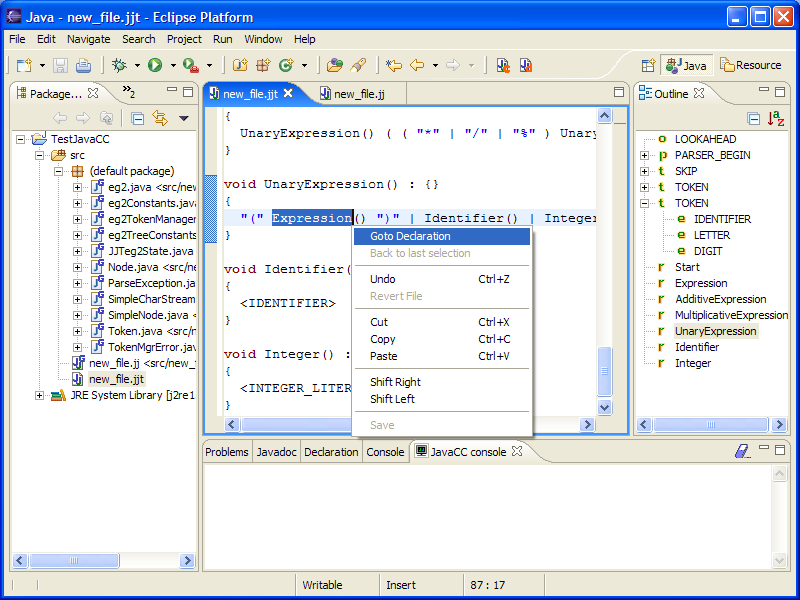 Java - new_file.jjt - Eclipse Platform
File Edit Navigate Search Project Run Window Help
Java Resource
Package... »2
TestJavaCC
src
(default package)
eg2.java <src/new
eg2Constants.java
eg2TokenManager
eg2TreeConstants
JJTeg2State.java
Node.java <src/ne
ParseException.ja
SimpleCharStream
SimpleNode.java <
Token.java <src/n
TokenMgrError.jav
new_file.jj <src/new_
new_file.jjt
JRE System Library [j2re1
new_file.jjt new_file.jj
{
UnaryExpression() ( ( "*" | "/" | "%" ) Unary
}
void UnaryExpression() : {}
{
"(" Expression() ")" | Identifier() | Integer
}
void Identifier(
{
<IDENTIFIER>
}
void Integer() :
{
<INTEGER_LITER
}
Goto Declaration
Back to last selection
Undo Ctrl+Z
Revert File
Cut Ctrl+X
Copy Ctrl+C
Paste Ctrl+V
Shift Right
Shift Left
Save
Outline
LOOKAHEAD
PARSER_BEGIN
SKIP
TOKEN
TOKEN
IDENTIFIER
LETTER
DIGIT
Start
Expression
AdditiveExpression
MultiplicativeExpression
UnaryExpression
Identifier
Integer
Problems Javadoc Declaration Console JavaCC console
Writable Insert 87 : 17